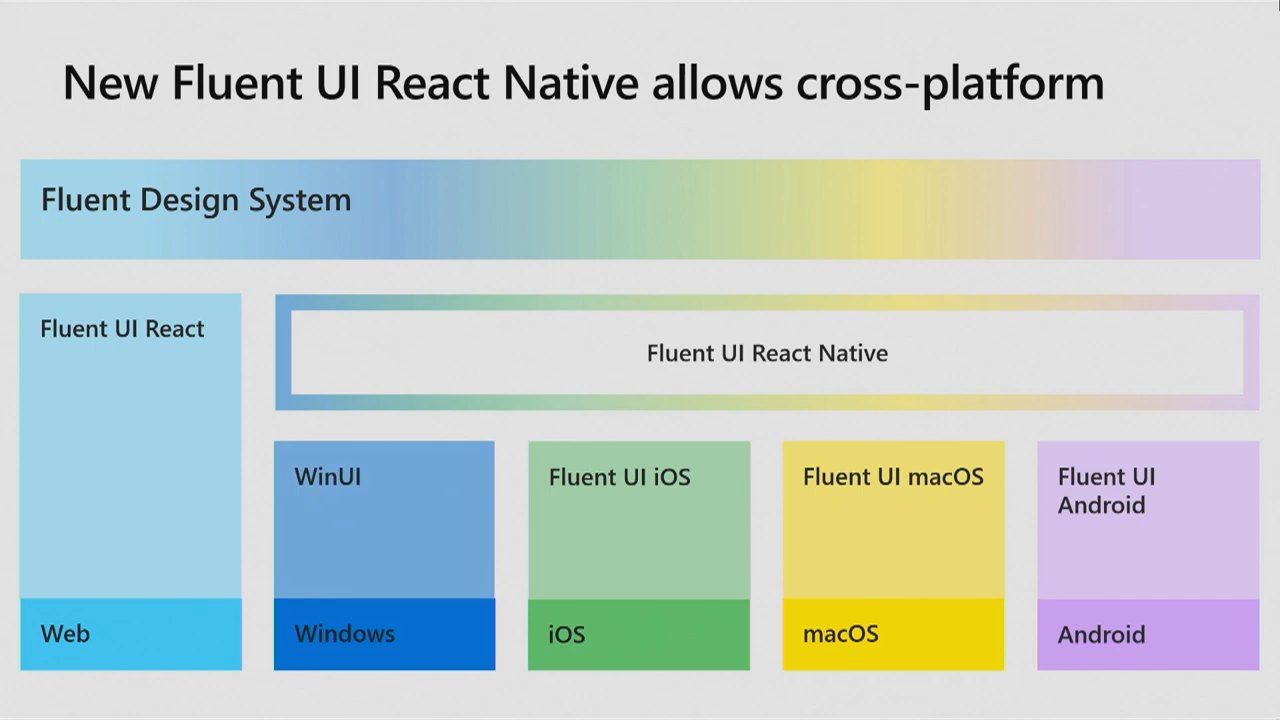 New Fluent UI React Native allows cross-platform
Fluent Design System
Fluent UI React
Fluent UI React Native
WinUI
Fluent UI iOS
Fluent UI macOS
Fluent UI
Android
Web
Windows
iOS
macOS
Android